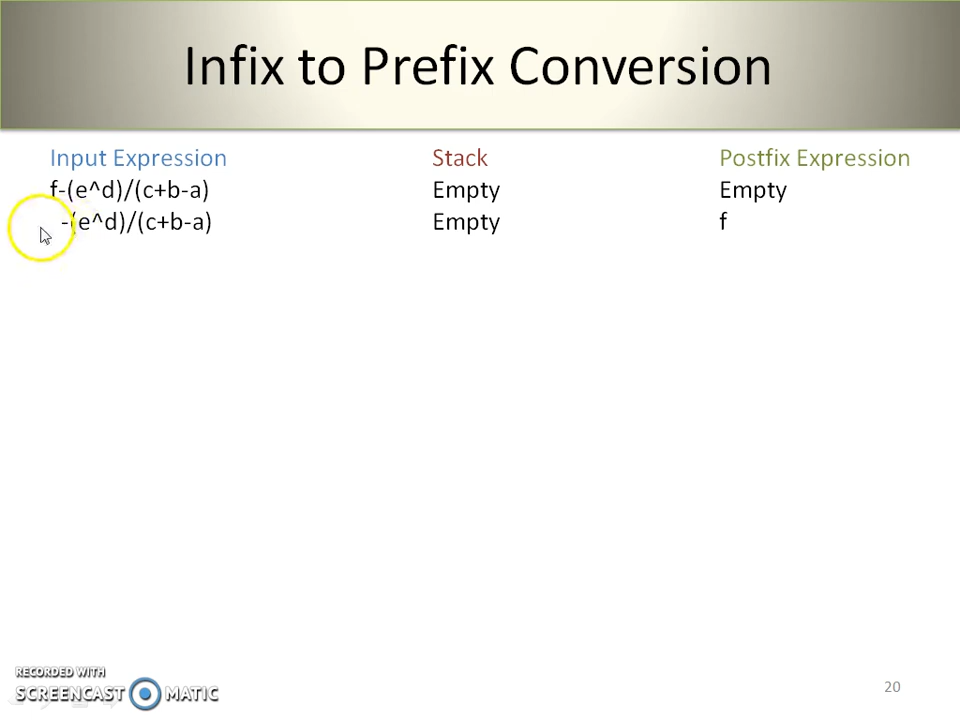 Infix to Prefix Conversion
Input Expression Stack Postfix Expression
f-(e^d)/(c+b-a) Empty Empty
-(e^d)/(c+b-a) Empty f
RECORDED WITH
SCREENCAST MATIC
20